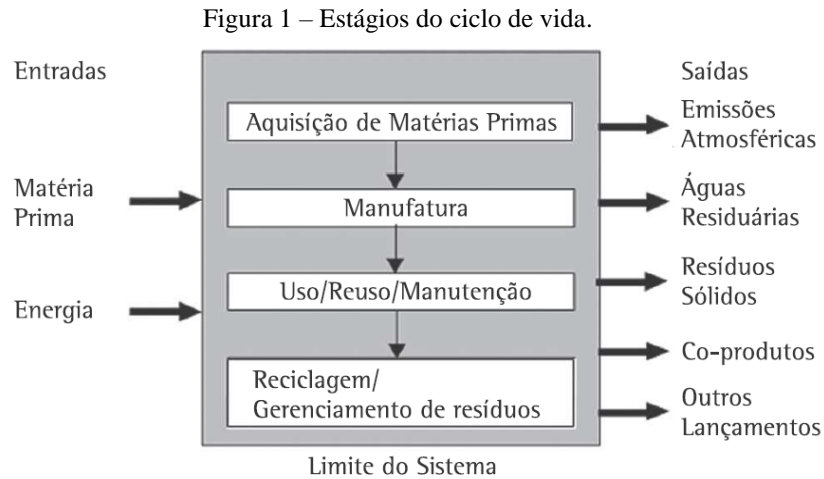 Figura 1 – Estágios do ciclo de vida.
Entradas
Saídas
Aquisição de Matérias Primas
Emissões
Atmosféricas
Matéria
Prima
Manufatura
Águas
Residuárias
Energia
Uso/Reuso/Manutenção
Resíduos
Sólidos
Co-produtos
Reciclagem/
Gerenciamento de resíduos
Outros
Lançamentos
Limite do Sistema